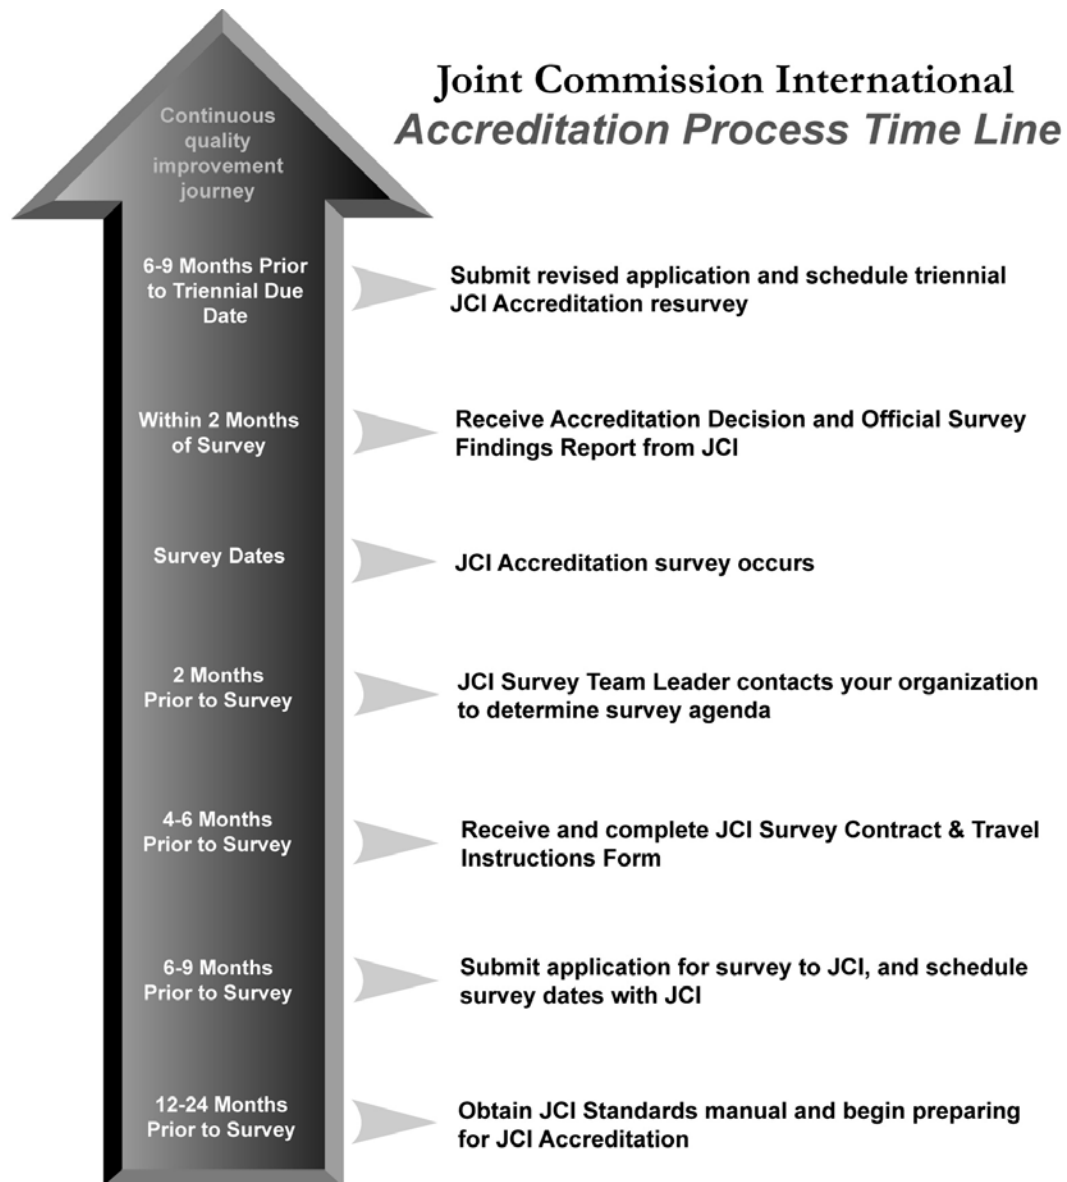 Joint Commission International
Accreditation Process Time Line
Continuous
quality
improvement
journey
6-9 Months Prior
to Triennial Due
Date
Submit revised application and schedule triennial
JCI Accreditation resurvey
Within 2 Months
of Survey
Receive Accreditation Decision and Official Survey
Findings Report from JCI
Survey Dates
JCI Accreditation survey occurs
2 Months
Prior to Survey
JCI Survey Team Leader contacts your organization
to determine survey agenda
4-6 Months
Prior to Survey
Receive and complete JCI Survey Contract & Travel
Instructions Form
6-9 Months
Prior to Survey
Submit application for survey to JCI, and schedule
survey dates with JCI
12-24 Months
Prior to Survey
Obtain JCI Standards manual and begin preparing
for JCI Accreditation